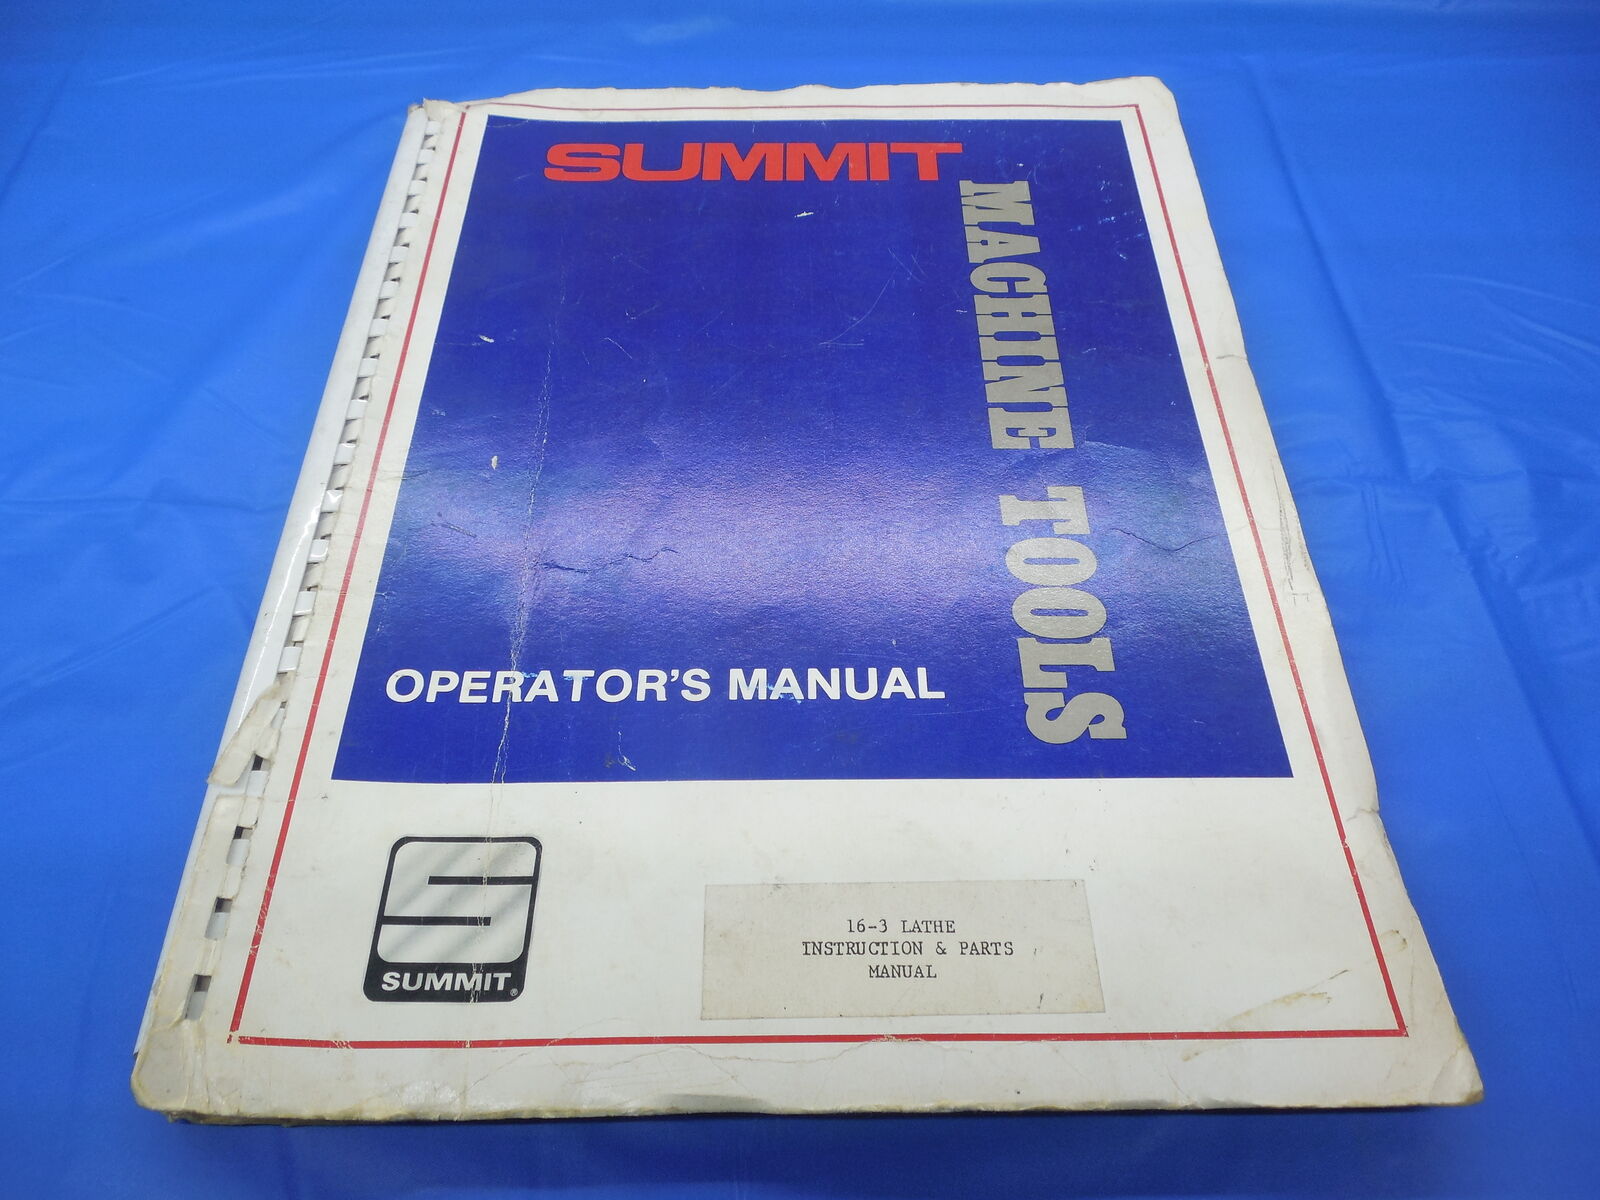 SUMMIT
MACHINE TOOLS
OPERATOR'S MANUAL
SUMMIT®
16-3 LATHE
INSTRUCTION & PARTS
MANUAL